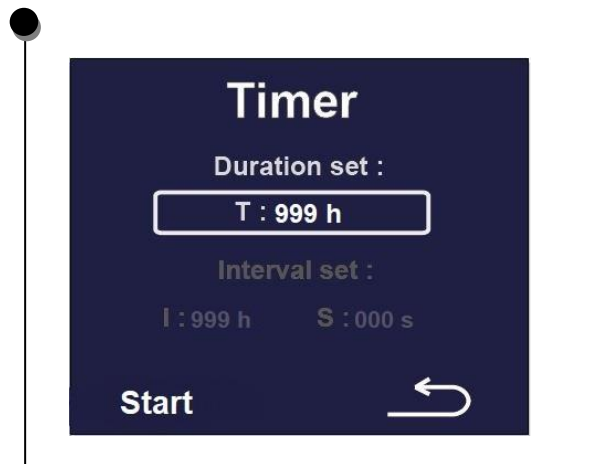 Timer
Duration set :
T : 999 h
Interval set :
I : 999 h S : 000 s
Start